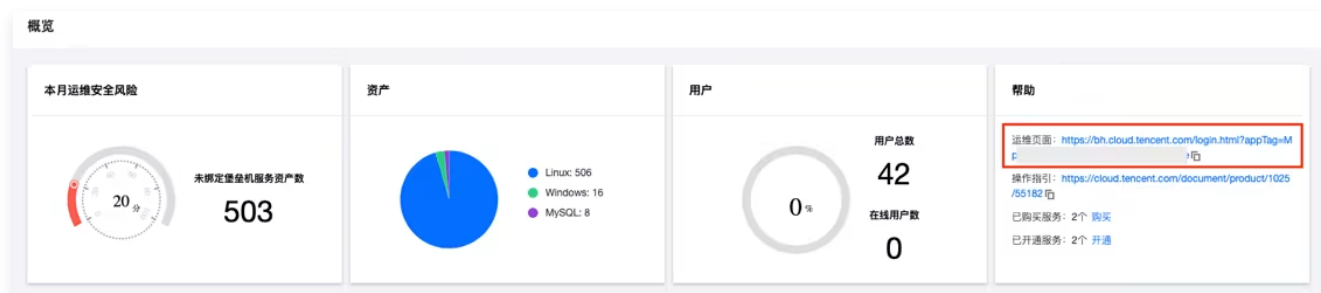 概览
本月运维安全风险
20 分
未绑定堡垒机服务资产数
503
资产
Linux: 506
Windows: 16
MySQL: 8
用户
0 %
用户总数
42
在线用户数
0
帮助
运维页面：https://bh.cloud.tencent.com/login.html?appTag=M
操作指引：https://cloud.tencent.com/document/product/1025
/55182
已购买服务：2个 购买
已开通服务：2个 开通